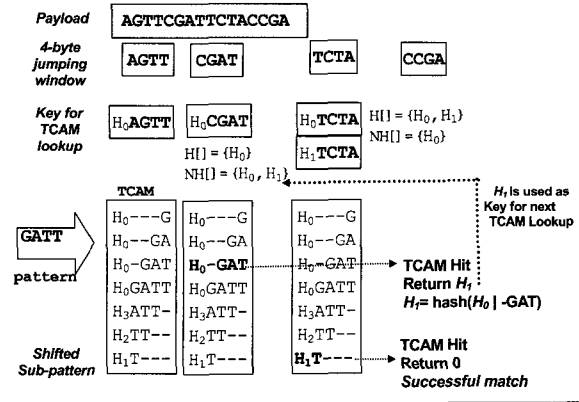 Payload
AGTTCGATTCTACCGA
4-byte
jumping
window
AGTT
CGAT
TCTA
CCGA
Key for
TCAM
lookup
H0AGTT
H0CGAT
H0TCTA
H1TCTA
H[] = {H0, H1}
NH[] = {H0}
H[] = {H0}
NH[] = {H0, H1}
H1 is used as
Key for next
TCAM Lookup
TCAM
GATT
pattern
Shifted
Sub-pattern
H0---G
H0--GA
H0-GAT
H0GATT
H3ATT-
H2TT--
H1T---
H0---G
H0--GA
H0-GAT
H0GATT
H3ATT-
H2TT--
H1T---
H0---G
H0--GA
H0-GAT
H0GATT
H3ATT-
H2TT--
H1T---
TCAM Hit
Return H1
H1= hash(H0 | -GAT)
TCAM Hit
Return 0
Successful match